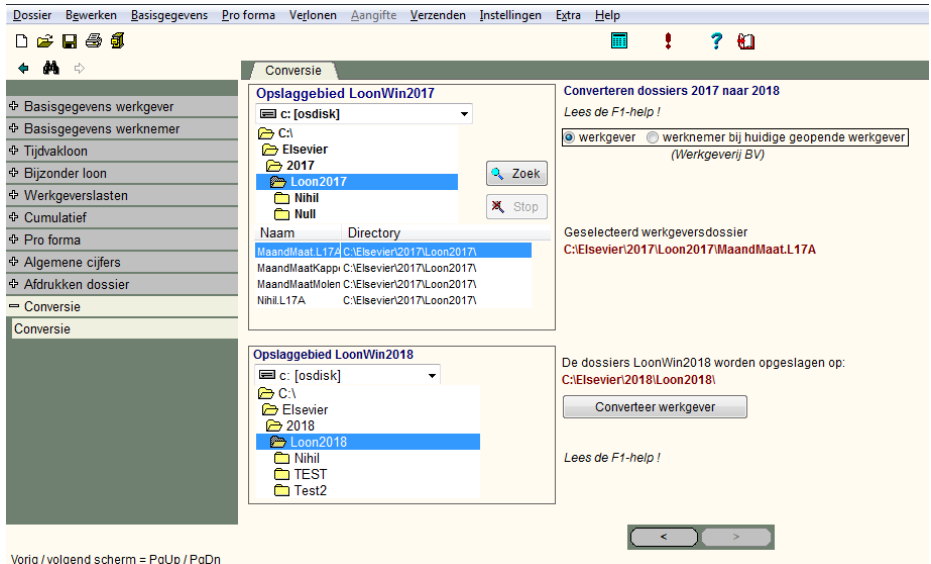 Dossier Bewerken Basisgegevens Pro forma Verlonen Aangifte Verzenden Instellingen Extra Help
Conversie
Basisgegevens werkgever
Basisgegevens werknemer
Tijdvakloon
Bijzonder loon
Werkgeverslasten
Cumulatief
Pro forma
Algemene cijfers
Afdrukken dossier
Conversie
Conversie
Opslaggebied LoonWin2017
c: [osdisk]
C:\
Elsevier
2017
Loon2017
Nihil
Null
Zoek
Stop
Naam Directory
MaandMaat.L17A C:\Elsevier\2017\Loon2017\
MaandMaatKapp C:\Elsevier\2017\Loon2017\
MaandMaatMolen C:\Elsevier\2017\Loon2017\
Nihil.L17A C:\Elsevier\2017\Loon2017\
Converteren dossiers 2017 naar 2018
Lees de F1-help !
werkgever werknemer bij huidige geopende werkgever
(Werkgeverij BV)
Geselecteerd werkgeversdossier
C:\Elsevier\2017\Loon2017\MaandMaat.L17A
Opslaggebied LoonWin2018
c: [osdisk]
C:\
Elsevier
2018
Loon2018
Nihil
TEST
Test2
De dossiers LoonWin2018 worden opgeslagen op:
C:\Elsevier\2018\Loon2018\
Converteer werkgever
Lees de F1-help !
< >
Vorig / volgend scherm = PgUp / PgDn